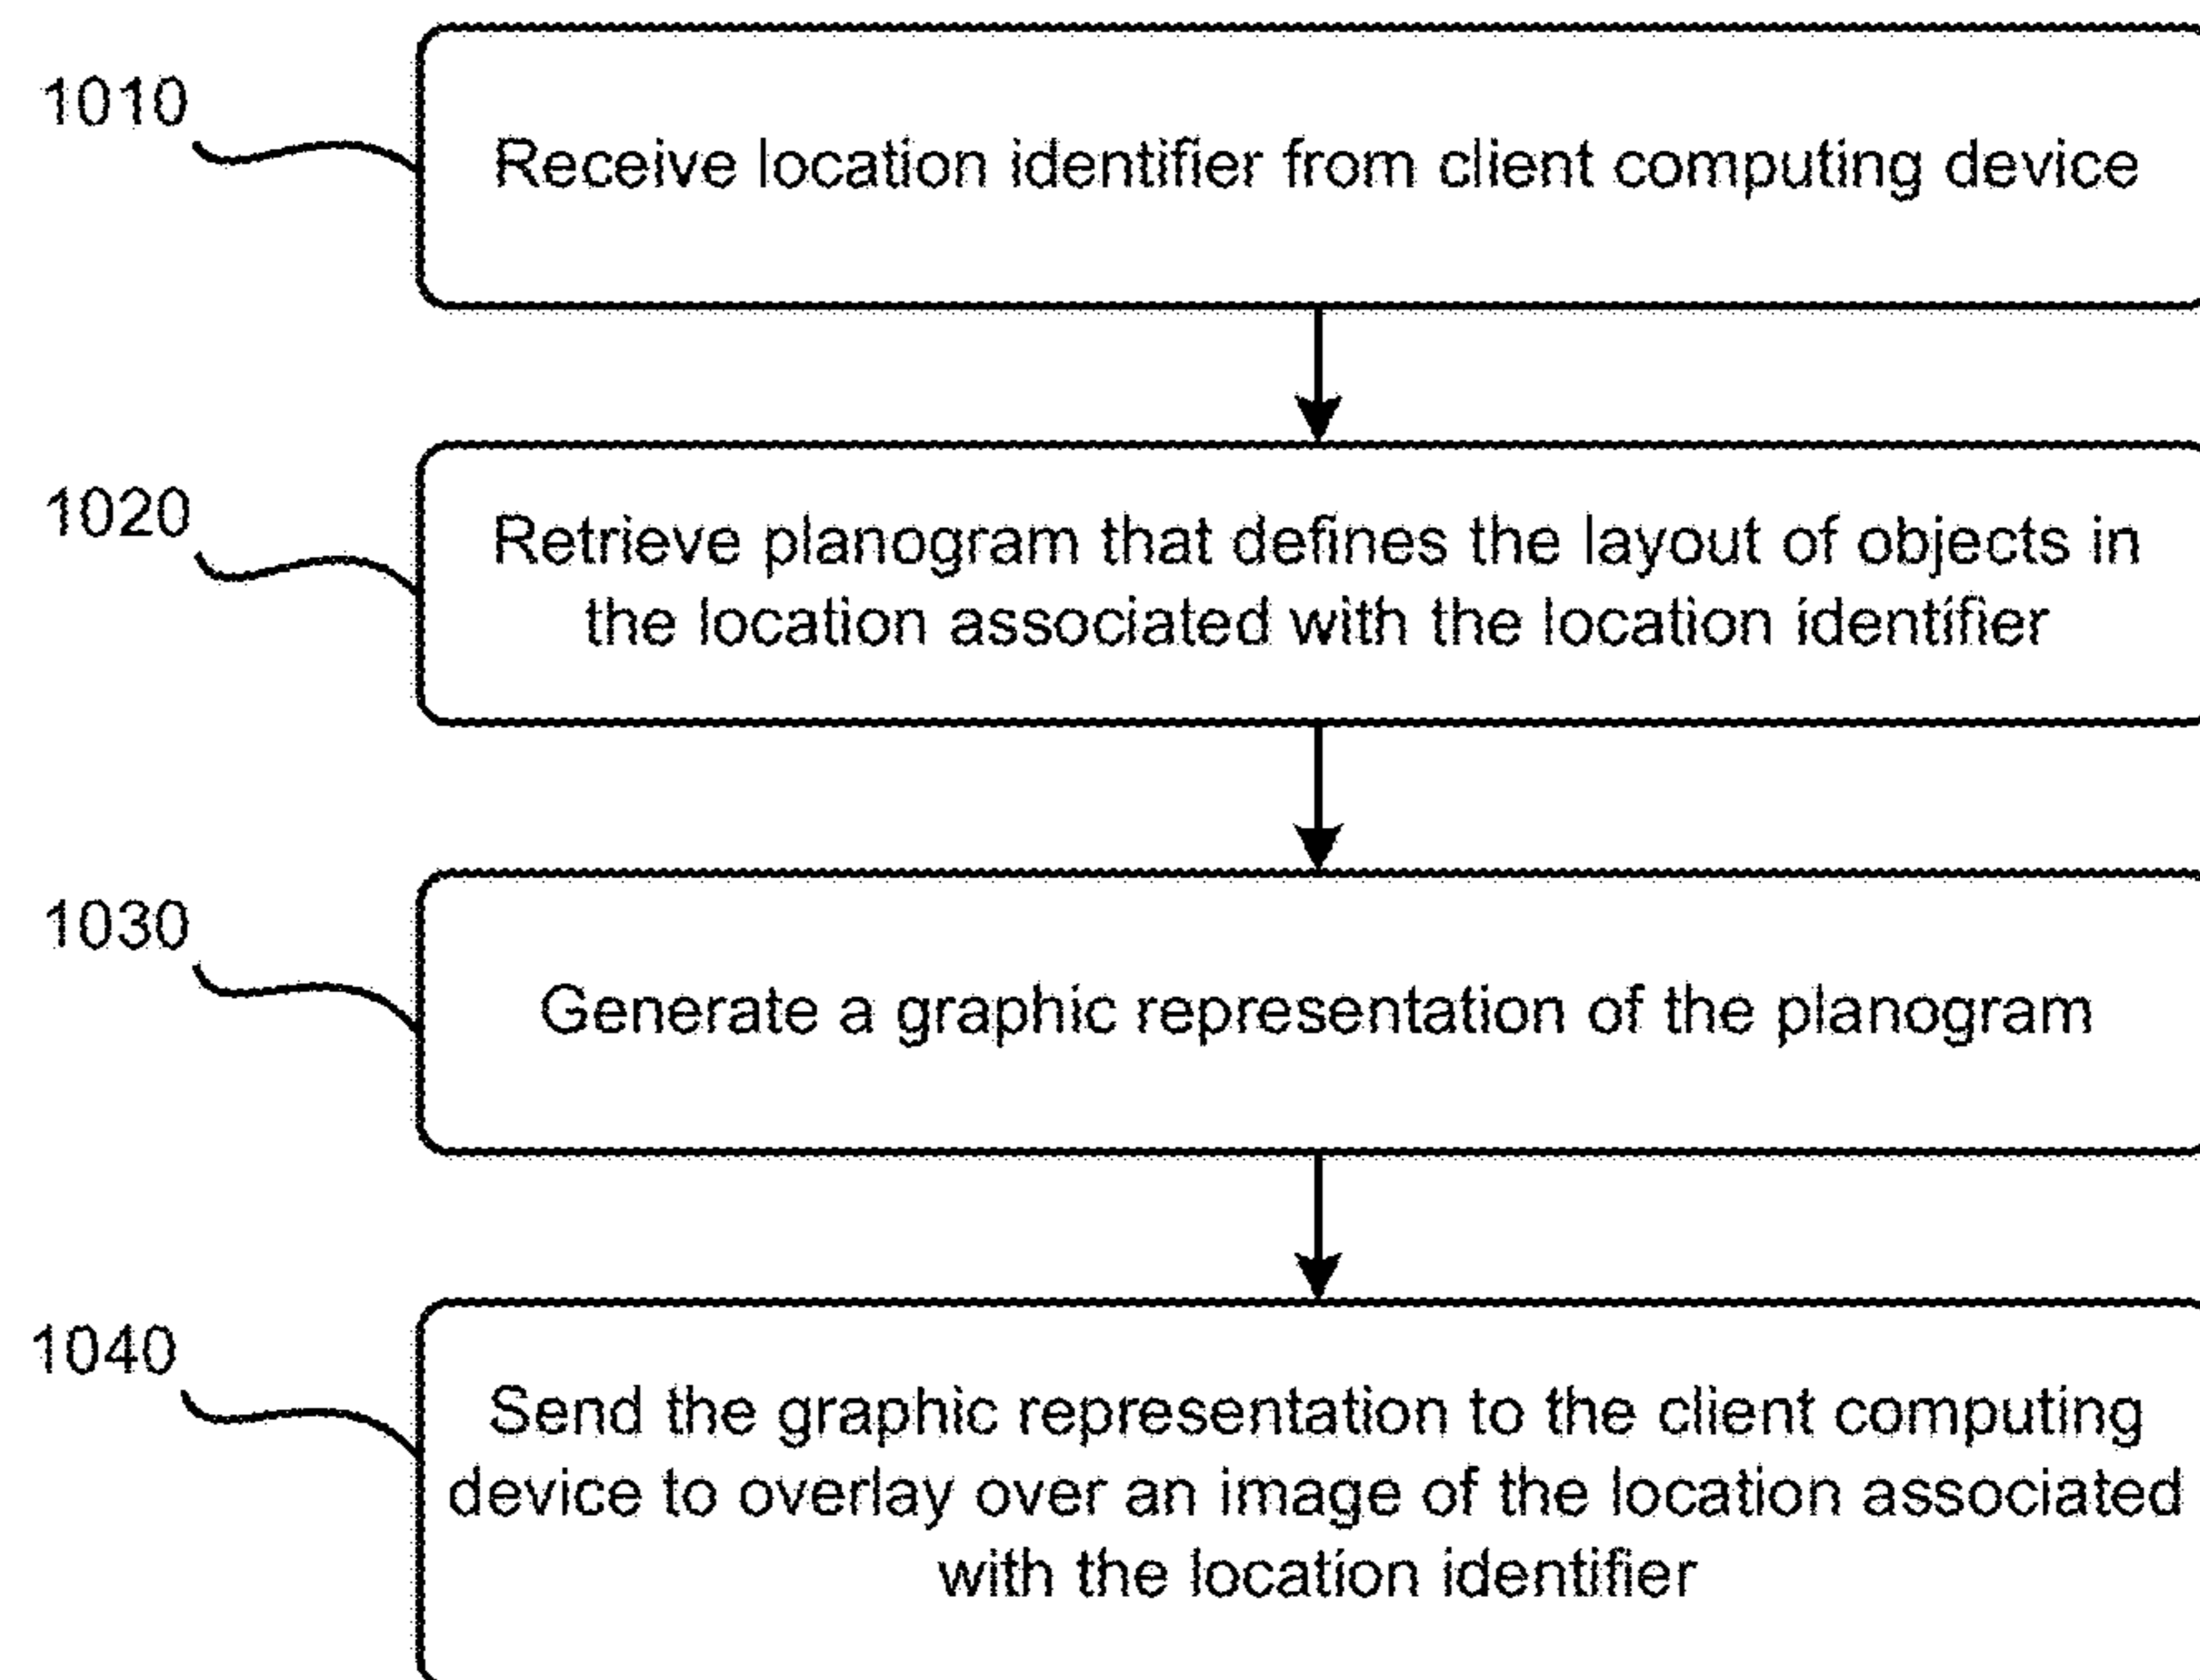 1010
Receive location identifier from client computing device
1020
Retrieve planogram that defines the layout of objects in
the location associated with the location identifier
1030
Generate a graphic representation of the planogram
1040
Send the graphic representation to the client computing
device to overlay over an image of the location associated
with the location identifier